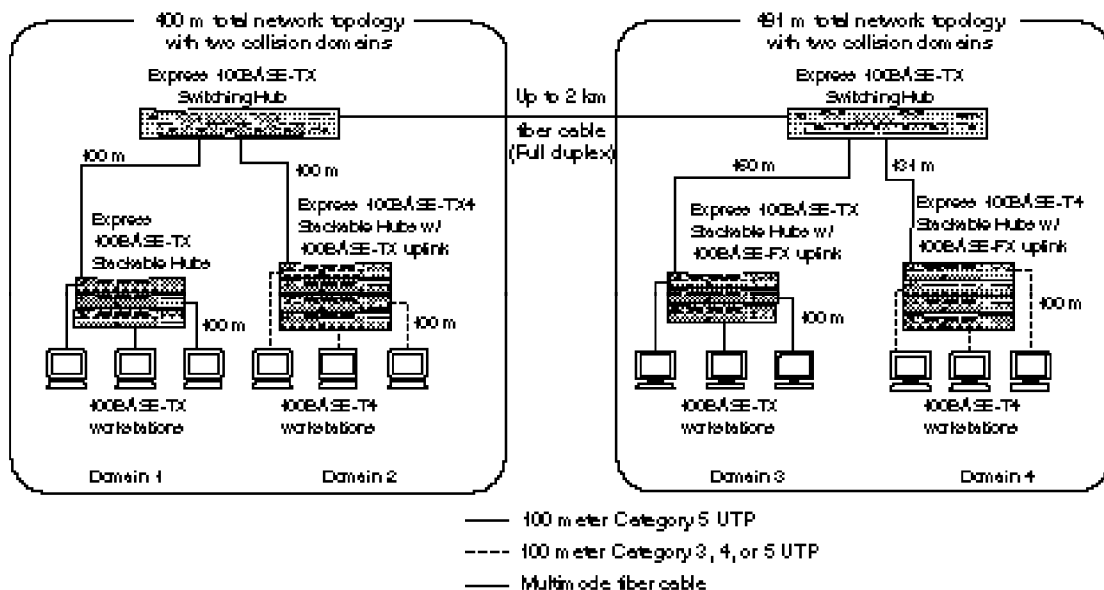 400 m total network topology
with two collision domains
491 m total network topology
with two collision domains
Express 100BASE-TX
Switching Hub
Express 100BASE-TX
Switching Hub
Up to 2 km
fiber cable
(Full duplex)
100 m
100 m
160 m
131 m
Express
100BASE-TX
Stackable Hubs
Express 100BASE-TX4
Stackable Hubs w/
100BASE-TX uplink
Express 100BASE-TX
Stackable Hubs w/
100BASE-FX uplink
Express 100BASE-T4
Stackable Hubs w/
100BASE-FX uplink
100 m
100 m
100 m
100 m
100BASE-TX
workstations
100BASE-T4
workstations
100BASE-TX
workstations
100BASE-T4
workstations
Domain 1
Domain 2
Domain 3
Domain 4
100 meter Category 5 UTP
100 meter Category 3, 4, or 5 UTP
Multimode fiber cable